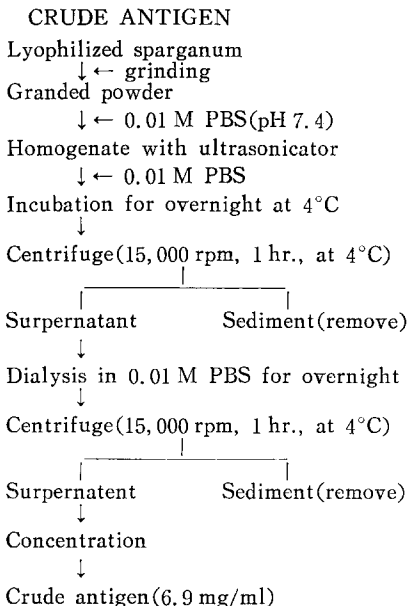 CRUDE ANTIGEN
Lyophilized sparganum
↓ ← grinding
Granded powder
↓ ← 0.01 M PBS(pH 7.4)
Homogenate with ultrasonicator
↓ ← 0.01 M PBS
Incubation for overnight at 4°C
↓
Centrifuge(15,000 rpm, 1 hr., at 4°C)
Surpernatant Sediment(remove)
↓
Dialysis in 0.01 M PBS for overnight
↓
Centrifuge(15,000 rpm, 1 hr., at 4°C)
Surpernatent Sediment(remove)
↓
Concentration
↓
Crude antigen(6.9 mg/ml)